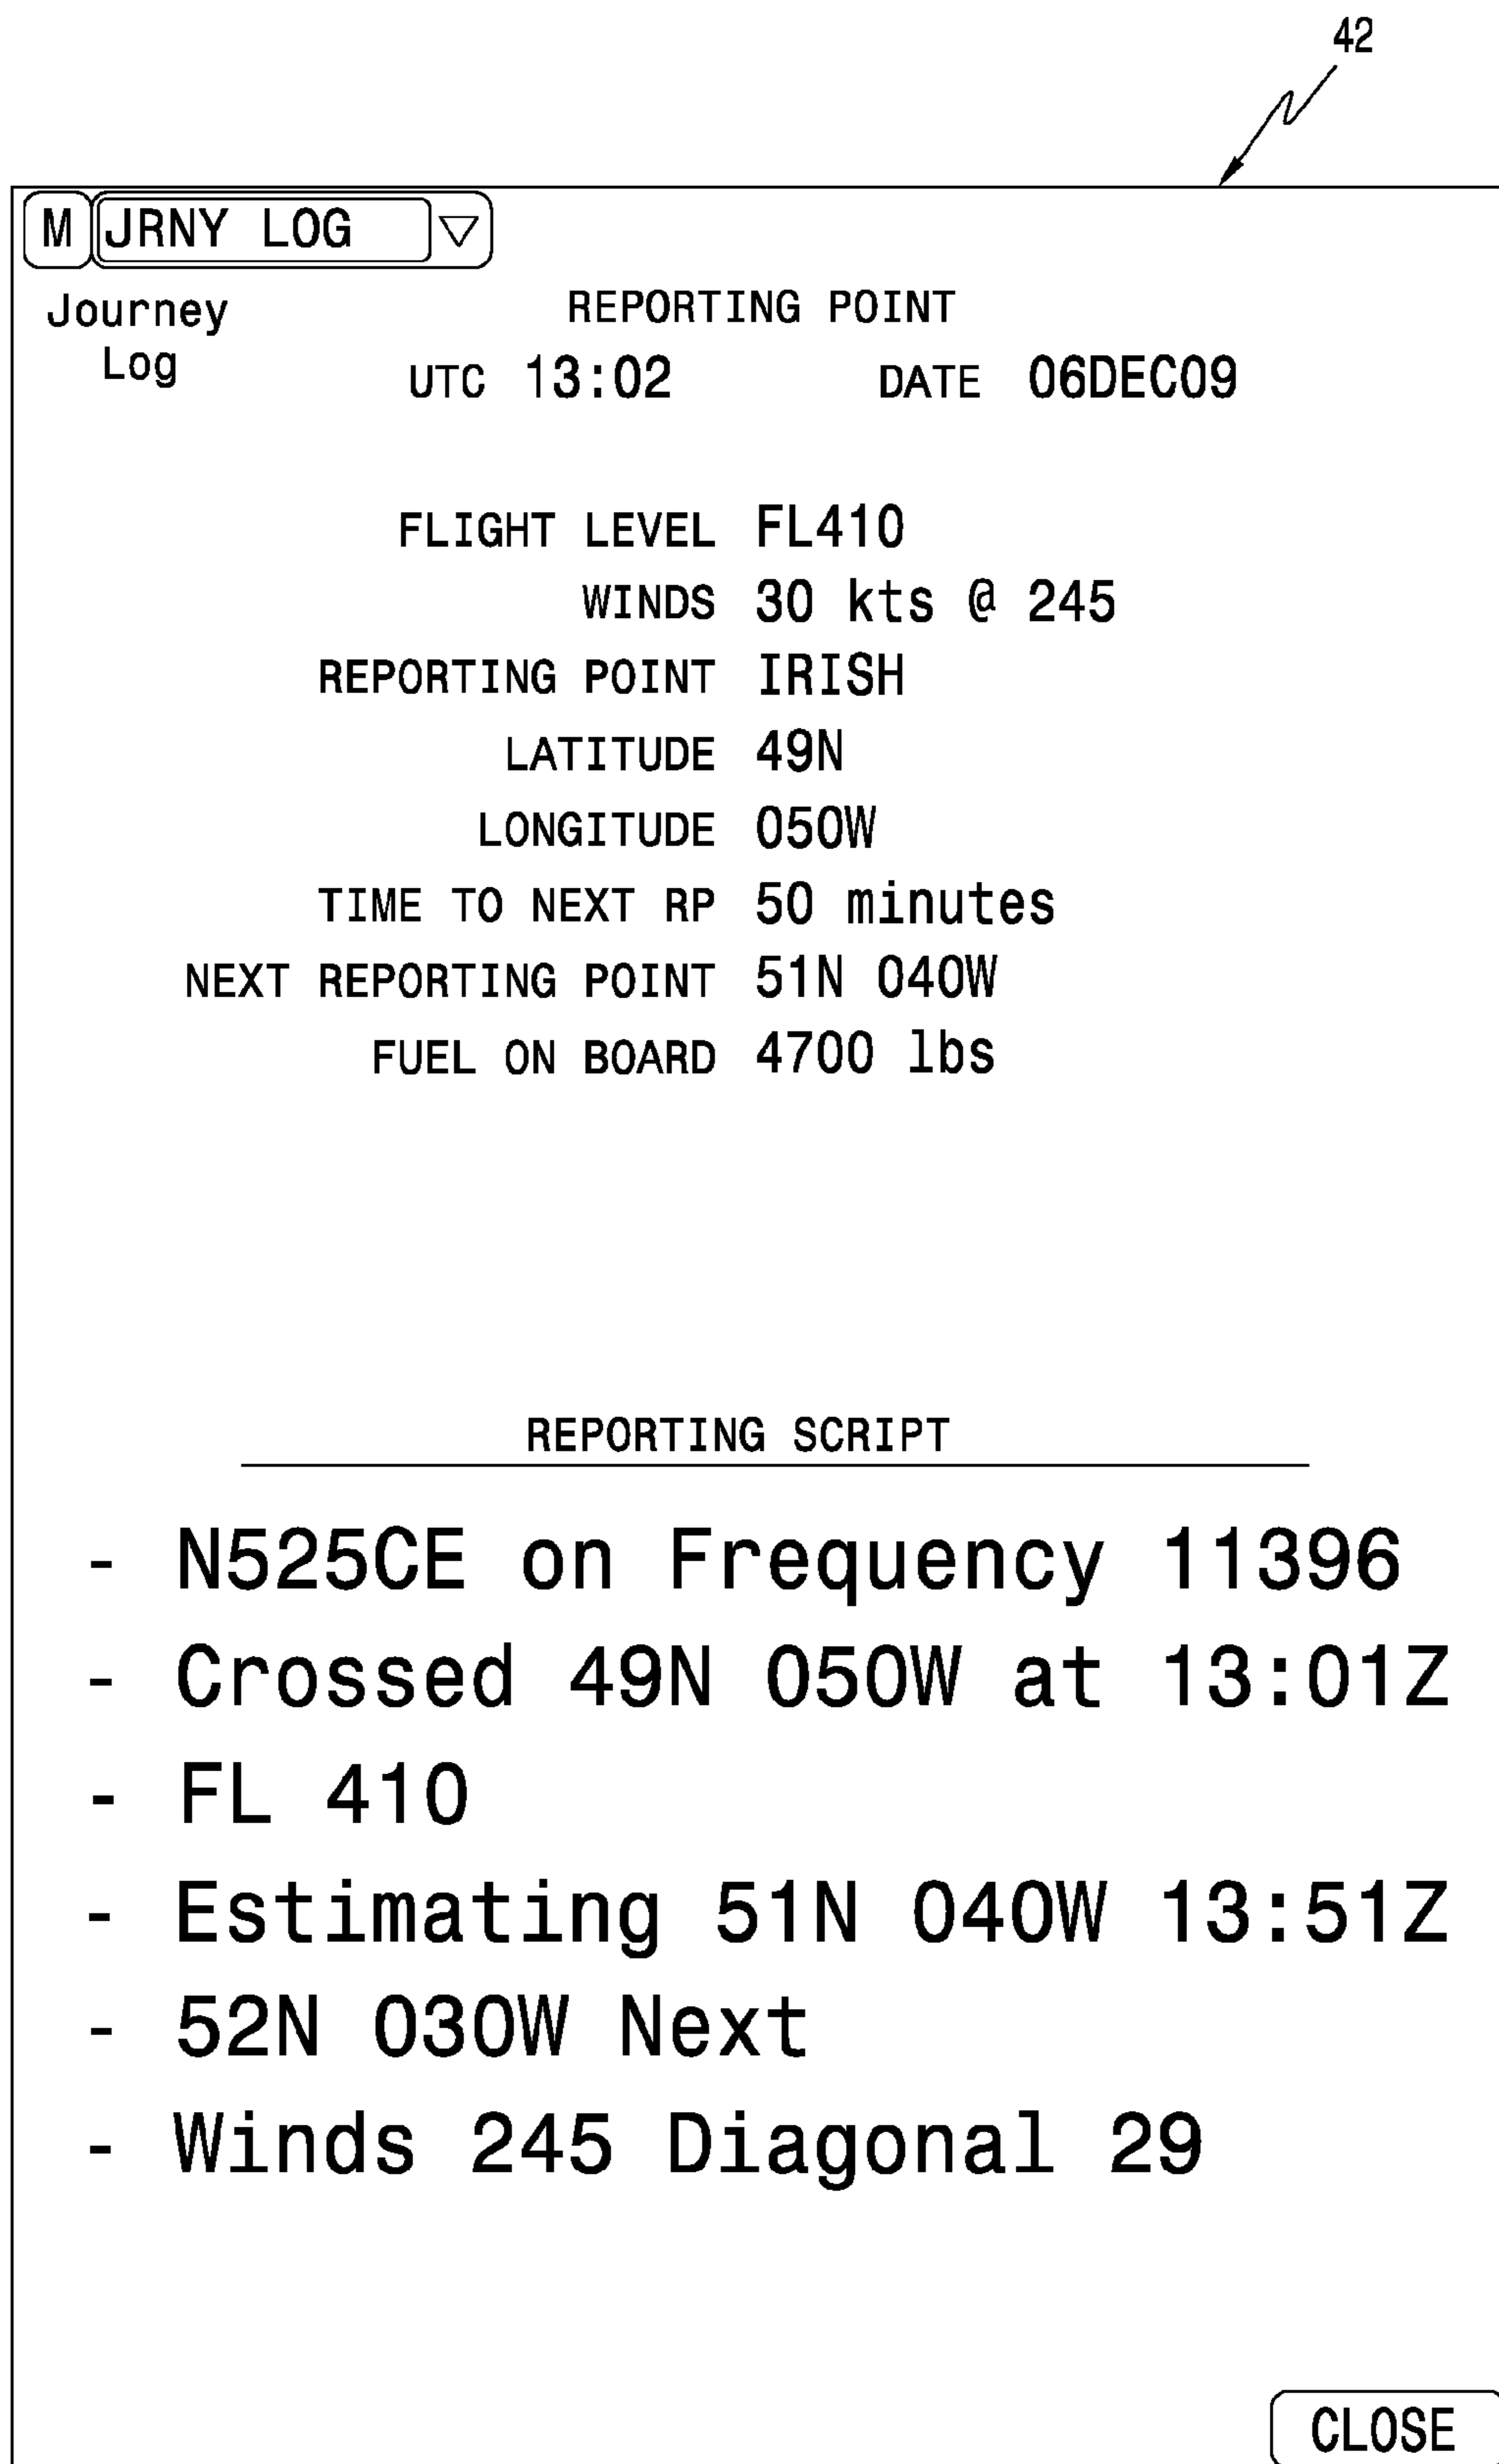 42
M JRNY LOG
Journey
Log
REPORTING POINT
UTC 13:02 DATE 06DEC09
FLIGHT LEVEL FL410
WINDS 30 kts @ 245
REPORTING POINT IRISH
LATITUDE 49N
LONGITUDE 050W
TIME TO NEXT RP 50 minutes
NEXT REPORTING POINT 51N 040W
FUEL ON BOARD 4700 lbs
REPORTING SCRIPT
- N525CE on Frequency 11396
- Crossed 49N 050W at 13:01Z
- FL 410
- Estimating 51N 040W 13:51Z
- 52N 030W Next
- Winds 245 Diagonal 29
CLOSE